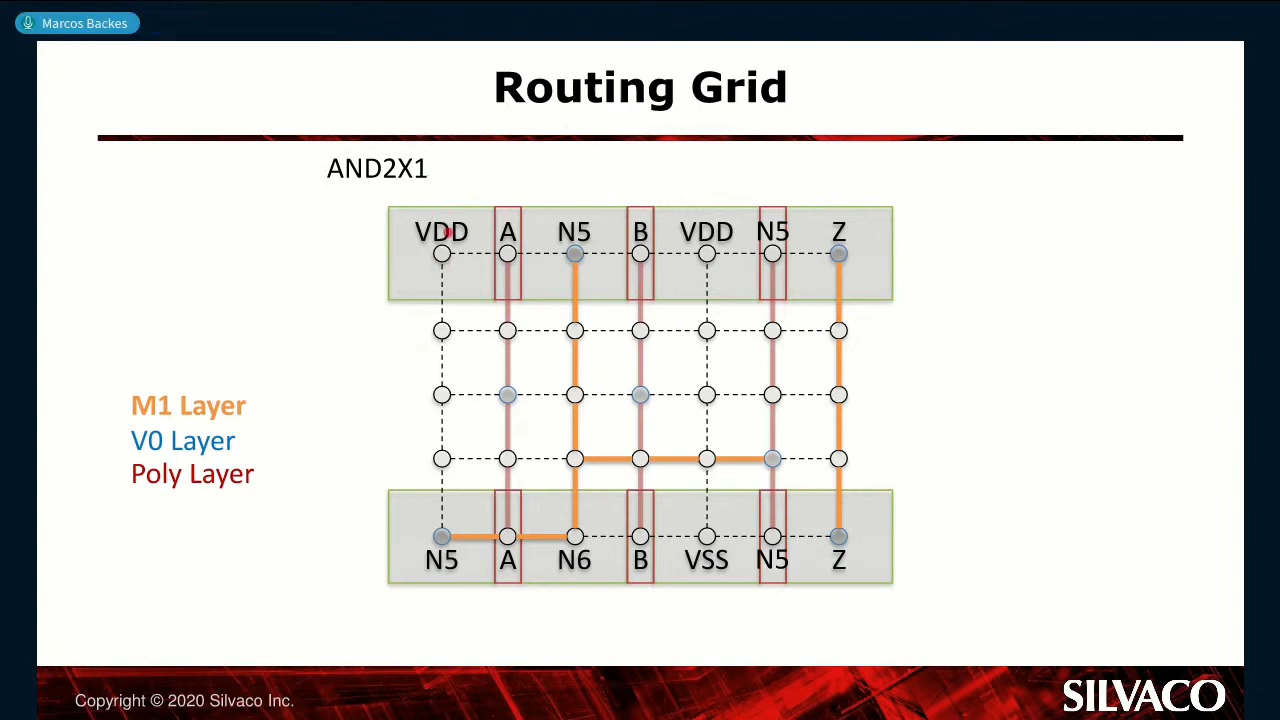 Marcos Backes
Routing Grid
AND2X1
VDD A N5 B VDD N5 Z
M1 Layer
V0 Layer
Poly Layer
N5 A N6 B VSS N5 Z
Copyright © 2020 Silvaco Inc.
SILVACO